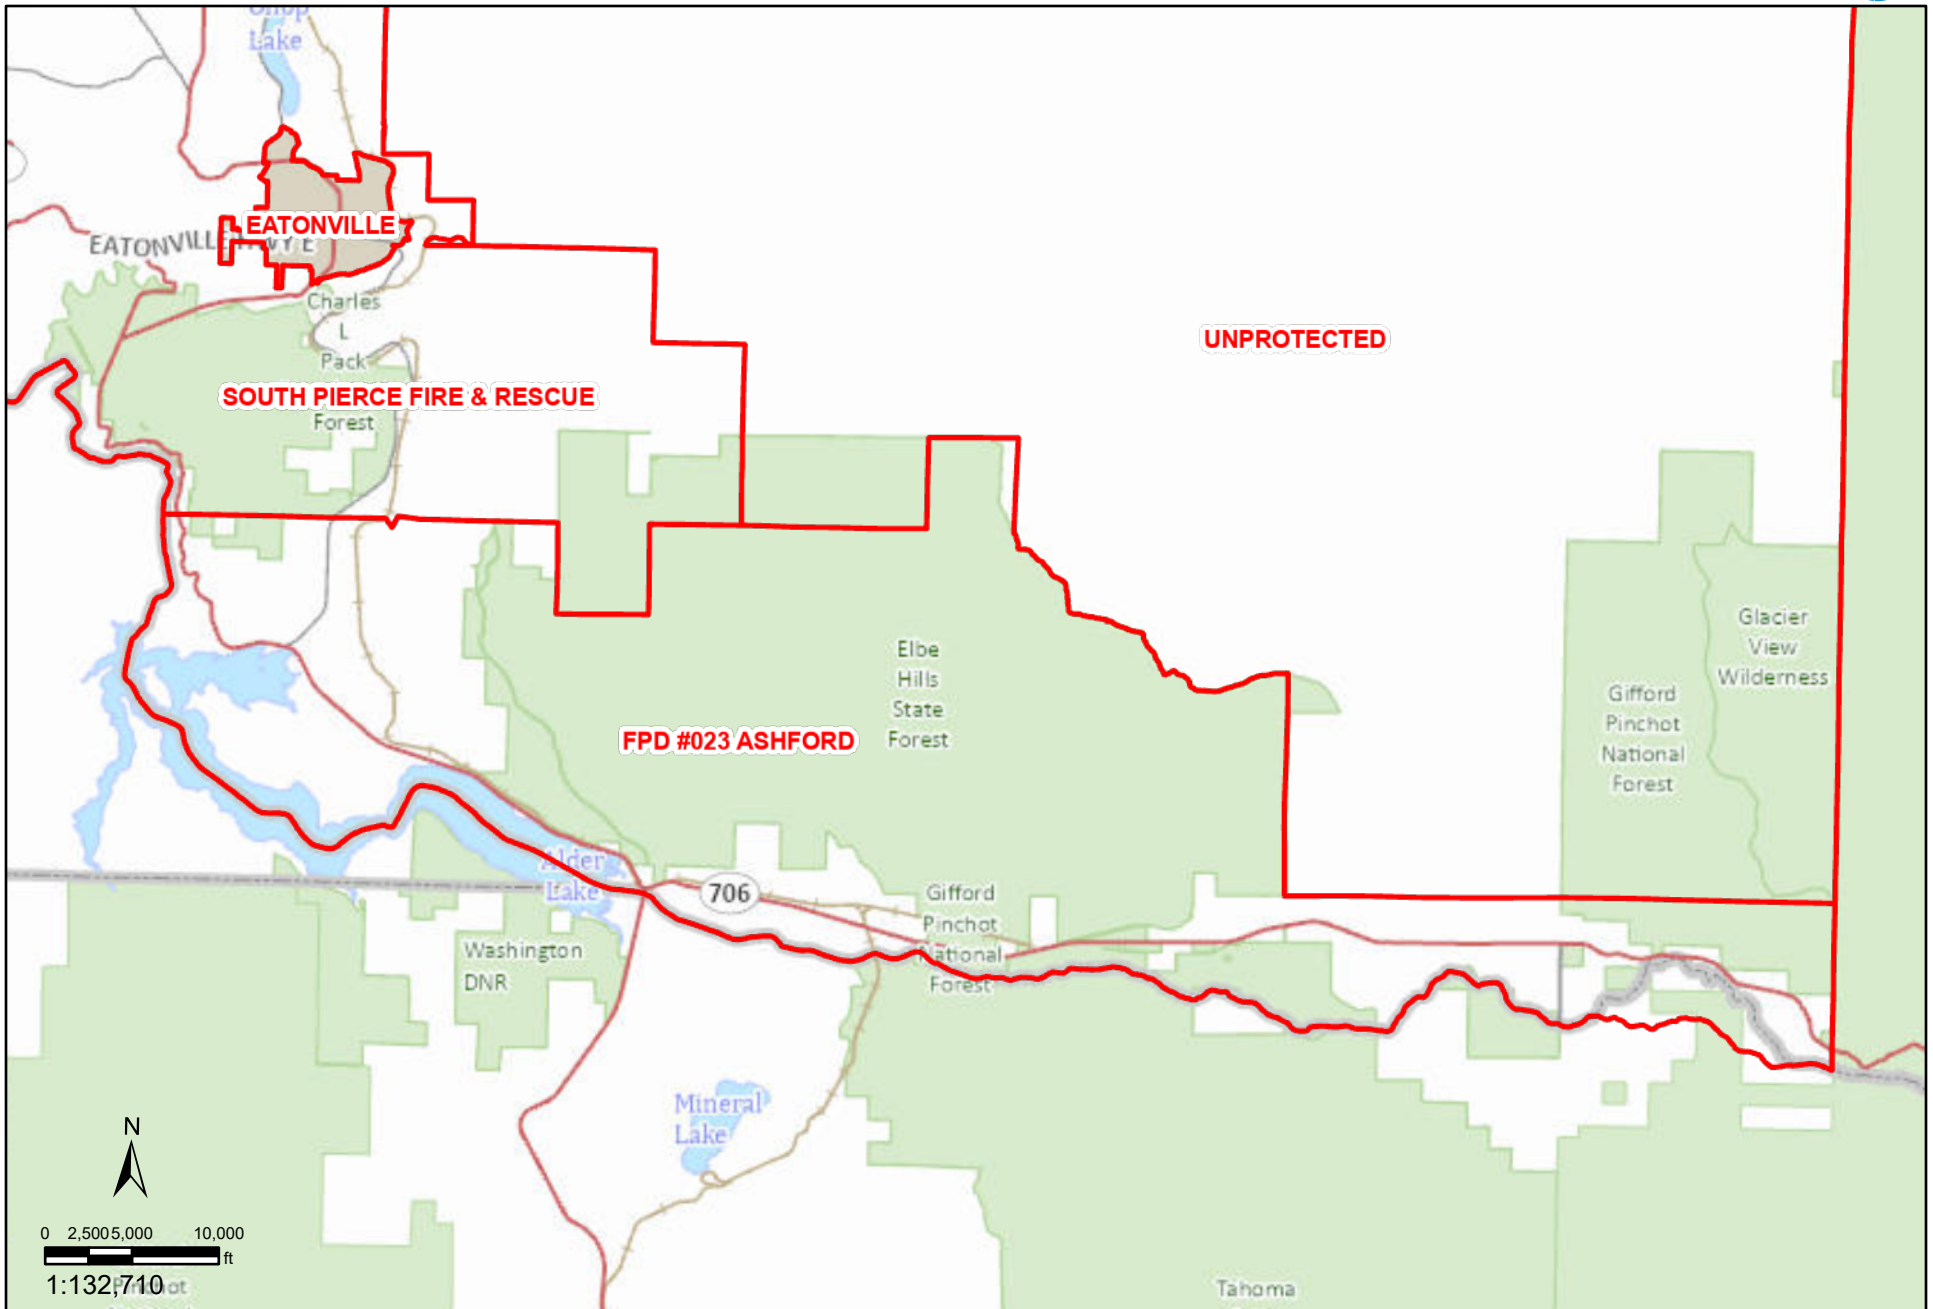 Lake
EATONVILLE
EATONVILLE HWY E
Charles
L
Pack
Forest
SOUTH PIERCE FIRE & RESCUE
UNPROTECTED
Glacier
View
Wilderness
Elbe
Hills
State
Forest
Gifford
Pinchot
National
Forest
FPD #023 ASHFORD
Alder
Lake
706
Gifford
Pinchot
National
Forest
Washington
DNR
Mineral
Lake
N
0 2,500 5,000 10,000
ft
1:132,710
Pinchot
Tahoma